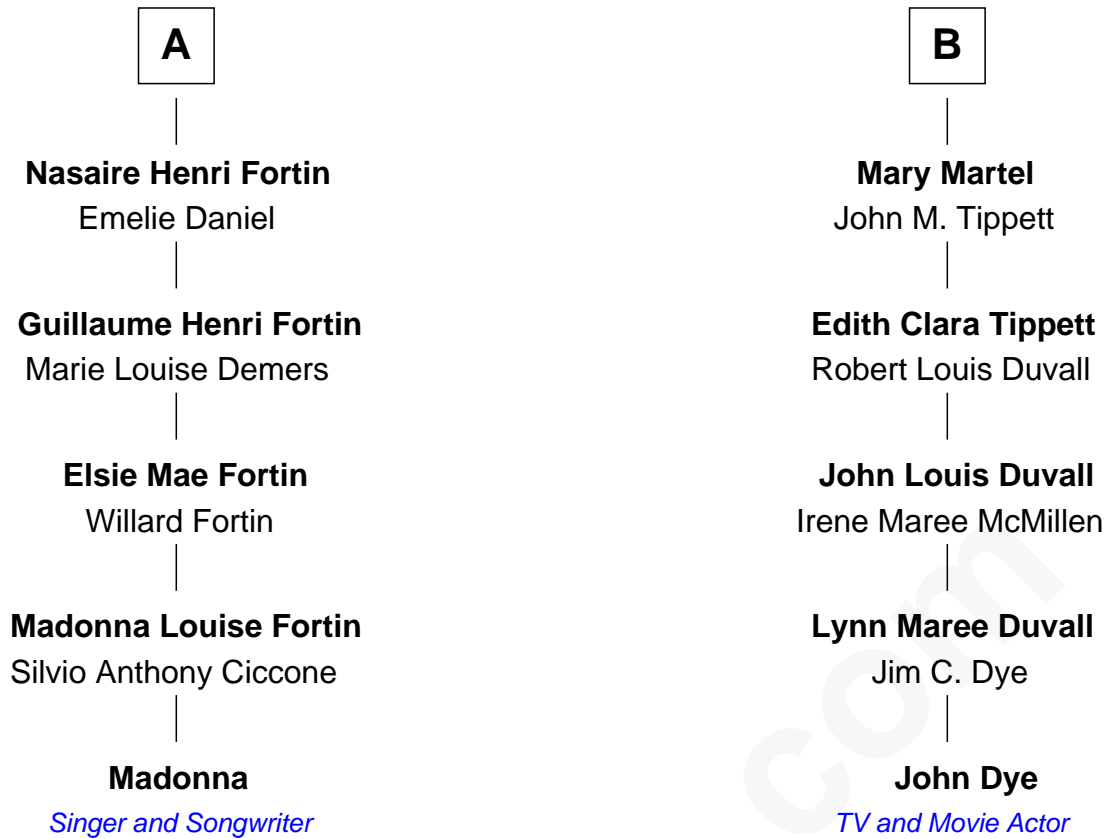 A
B
Nasaire Henri Fortin
Emelie Daniel
Mary Martel
John M. Tippett
Guillaume Henri Fortin
Marie Louise Demers
Edith Clara Tippett
Robert Louis Duvall
Elsie Mae Fortin
Willard Fortin
John Louis Duvall
Irene Maree McMillen
Madonna Louise Fortin
Silvio Anthony Ciccone
Lynn Maree Duvall
Jim C. Dye
Madonna
Singer and Songwriter
John Dye
TV and Movie Actor
com